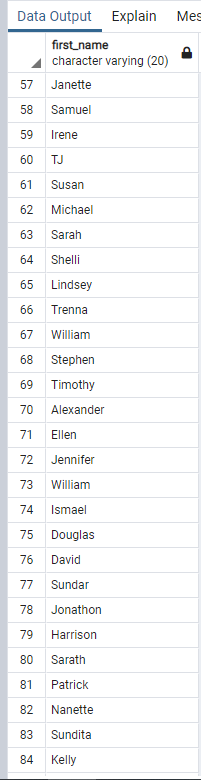 Data Output Explain Mes
first_name
character varying (20)
57 Janette
58 Samuel
59 Irene
60 TJ
61 Susan
62 Michael
63 Sarah
64 Shelli
65 Lindsey
66 Trenna
67 William
68 Stephen
69 Timothy
70 Alexander
71 Ellen
72 Jennifer
73 William
74 Ismael
75 Douglas
76 David
77 Sundar
78 Jonathon
79 Harrison
80 Sarath
81 Patrick
82 Nanette
83 Sundita
84 Kelly